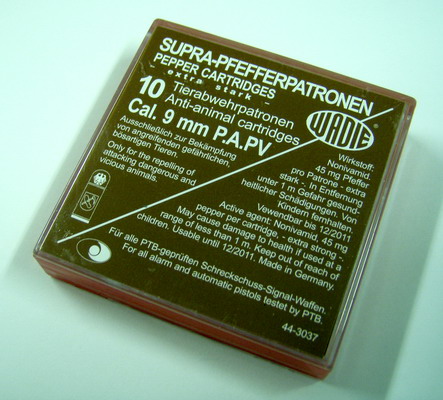 SUPRA-PFEFFERPATRONEN
PEPPER CARTRIDGES
- extra stark -
10 Tierabwehrpatronen
Anti-animal cartridges
Cal. 9 mm P.A.PV
WADIE
Ausschließlich zur Bekämpfung
von angreifenden gefährlichen,
bösartigen Tieren.
Only for the repelling of
attacking dangerous and
vicious animals.
Wirkstoff:
Nonivamid.
45 mg Pfeffer
pro Patrone - extra
stark -. In Entfernung
unter 1 m Gefahr gesund-
heitlicher Schädigungen. Von
Kindern fernhalten.
Vewendbar bis 12/2011
Active agent: Nonivamid, 45 mg
pepper per cartridge, - extra strong -.
May cause damage to health if used at a
range of less than 1 m. Keep out of reach of
children. Usable until 12/2011. Made in Germany.
Für alle PTB-geprüften Schreckschuss-Signal-Waffen.
For all alarm and automatic pistols tested by PTB.
44-3037